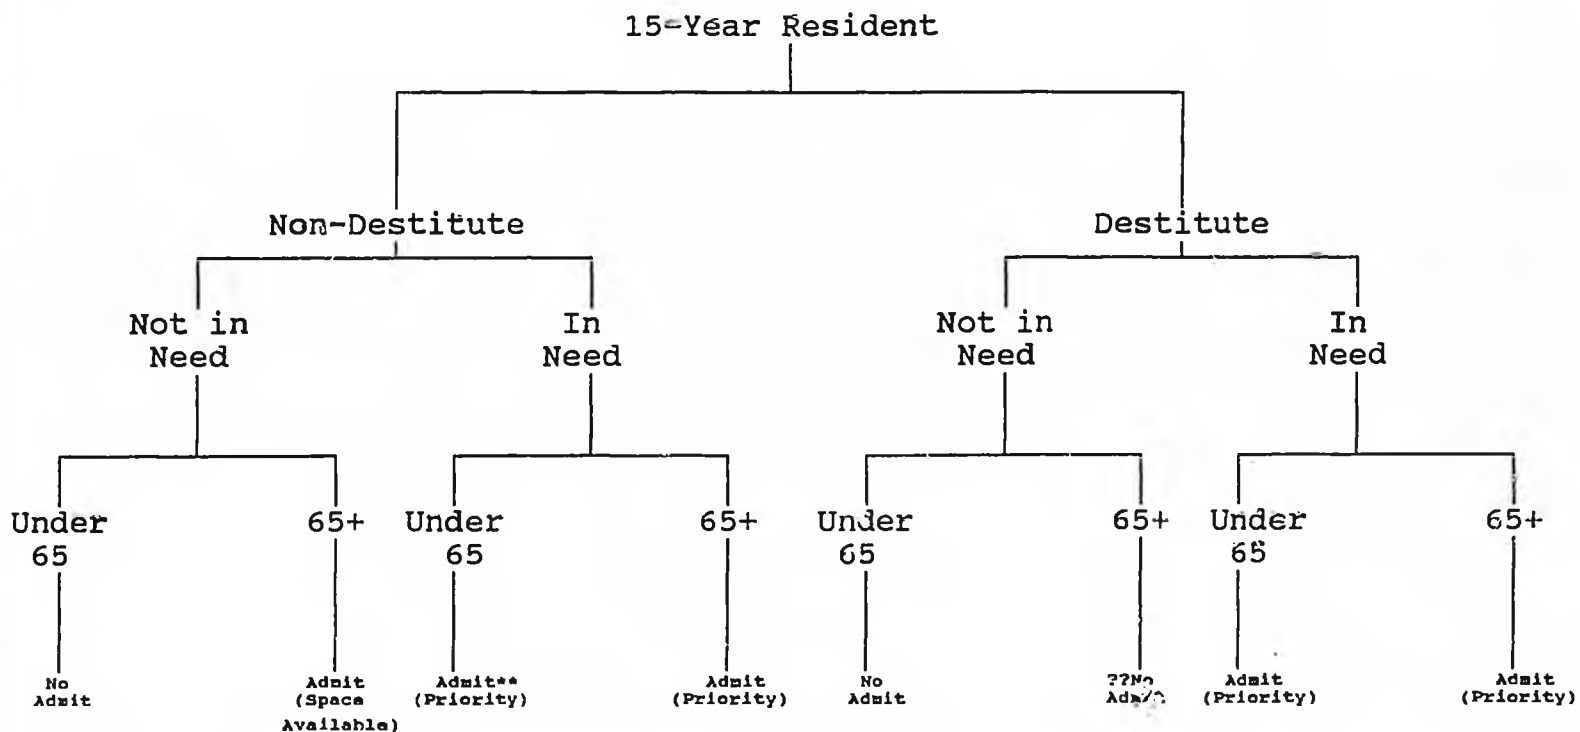 15-Year Resident
Non-Destitute Destitute
Not in In Not in In
Need Need Need Need
Under 65+ Under 65+ Under 65+ Under 65+
65 65 65 65
No Admit Admit** Admit No ??No Admit Admit
Admit (Space (Priority) (Priority) Admit (Priority) (Priority)
Available)